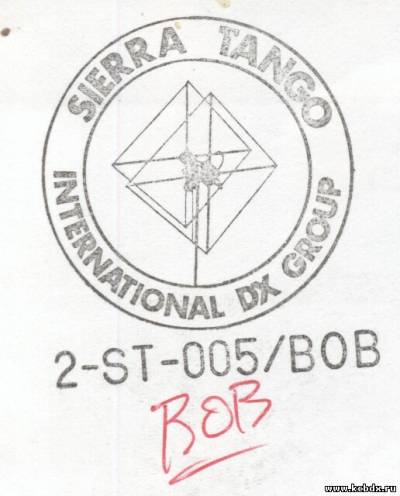 SIERRA TANGO
INTERNATIONAL DX GROUP
2-ST-005/BOB
BOB
www.kcbdx.ru